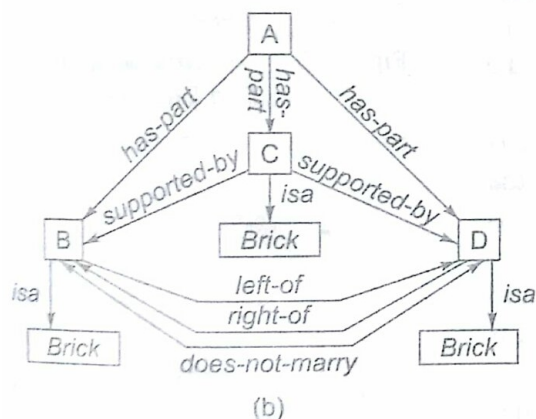 A
has-part
has-part
has-part
C
supported-by
isa
supported-by
B
Brick
D
isa
left-of
right-of
isa
Brick
does-not-marry
Brick
(b)